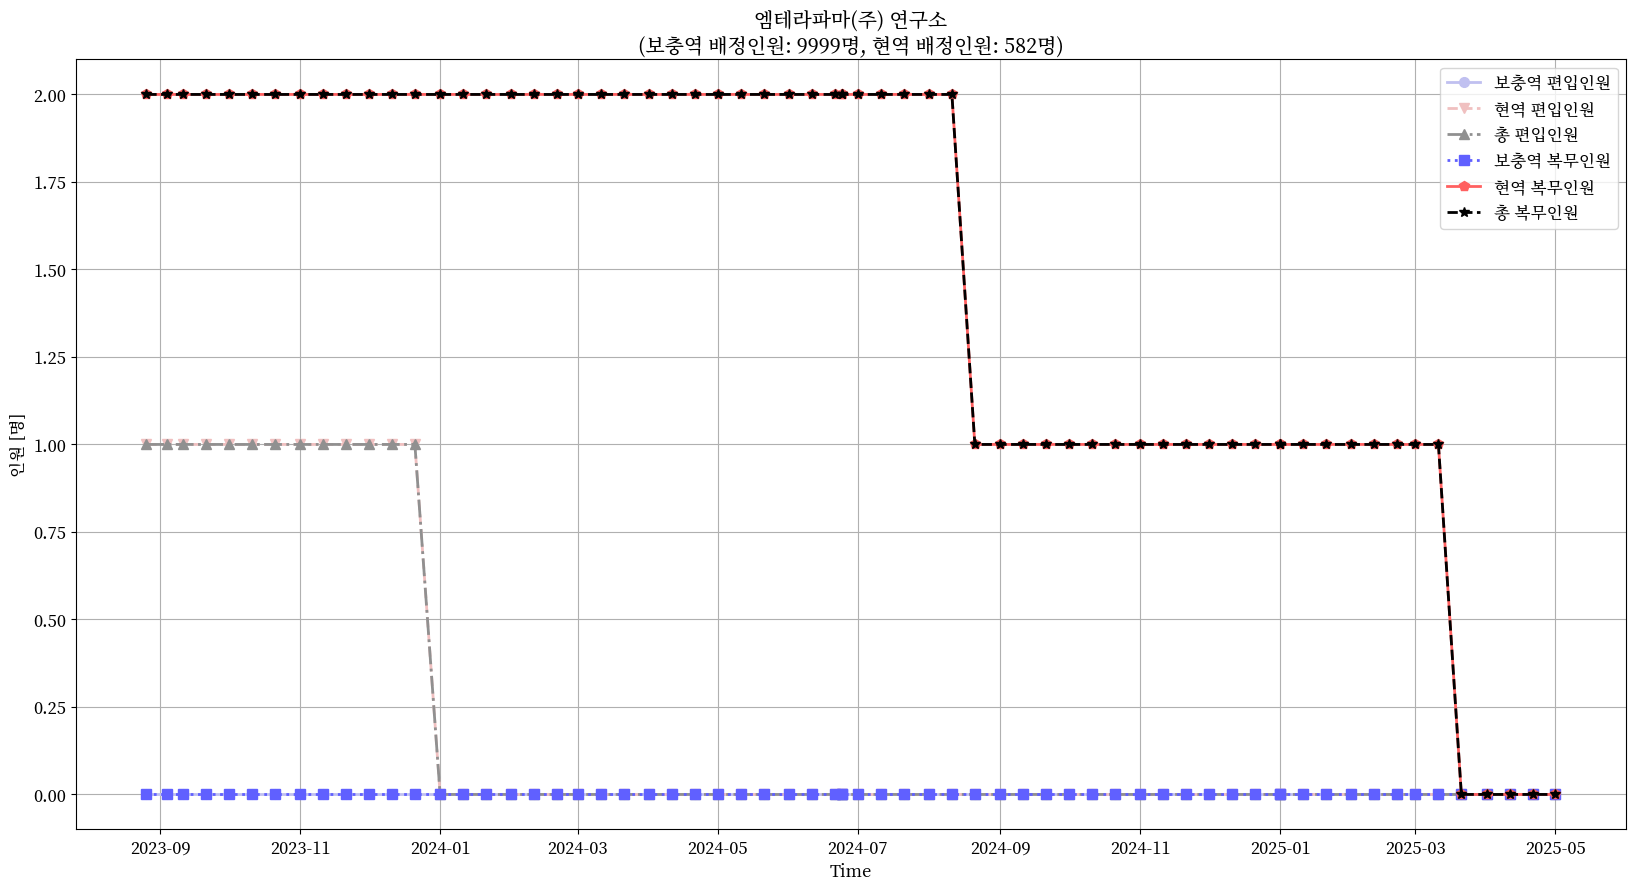 엠테라파마(주) 연구소
(보충역 배정인원: 9999명, 현역 배정인원: 582명)
보충역 편입인원
현역 편입인원
총 편입인원
보충역 복무인원
현역 복무인원
총 복무인원
2.00
1.75
1.50
1.25
1.00
0.75
0.50
0.25
0.00
인원 [명]
2023-09 2023-11 2024-01 2024-03 2024-05 2024-07 2024-09 2024-11 2025-01 2025-03 2025-05
Time